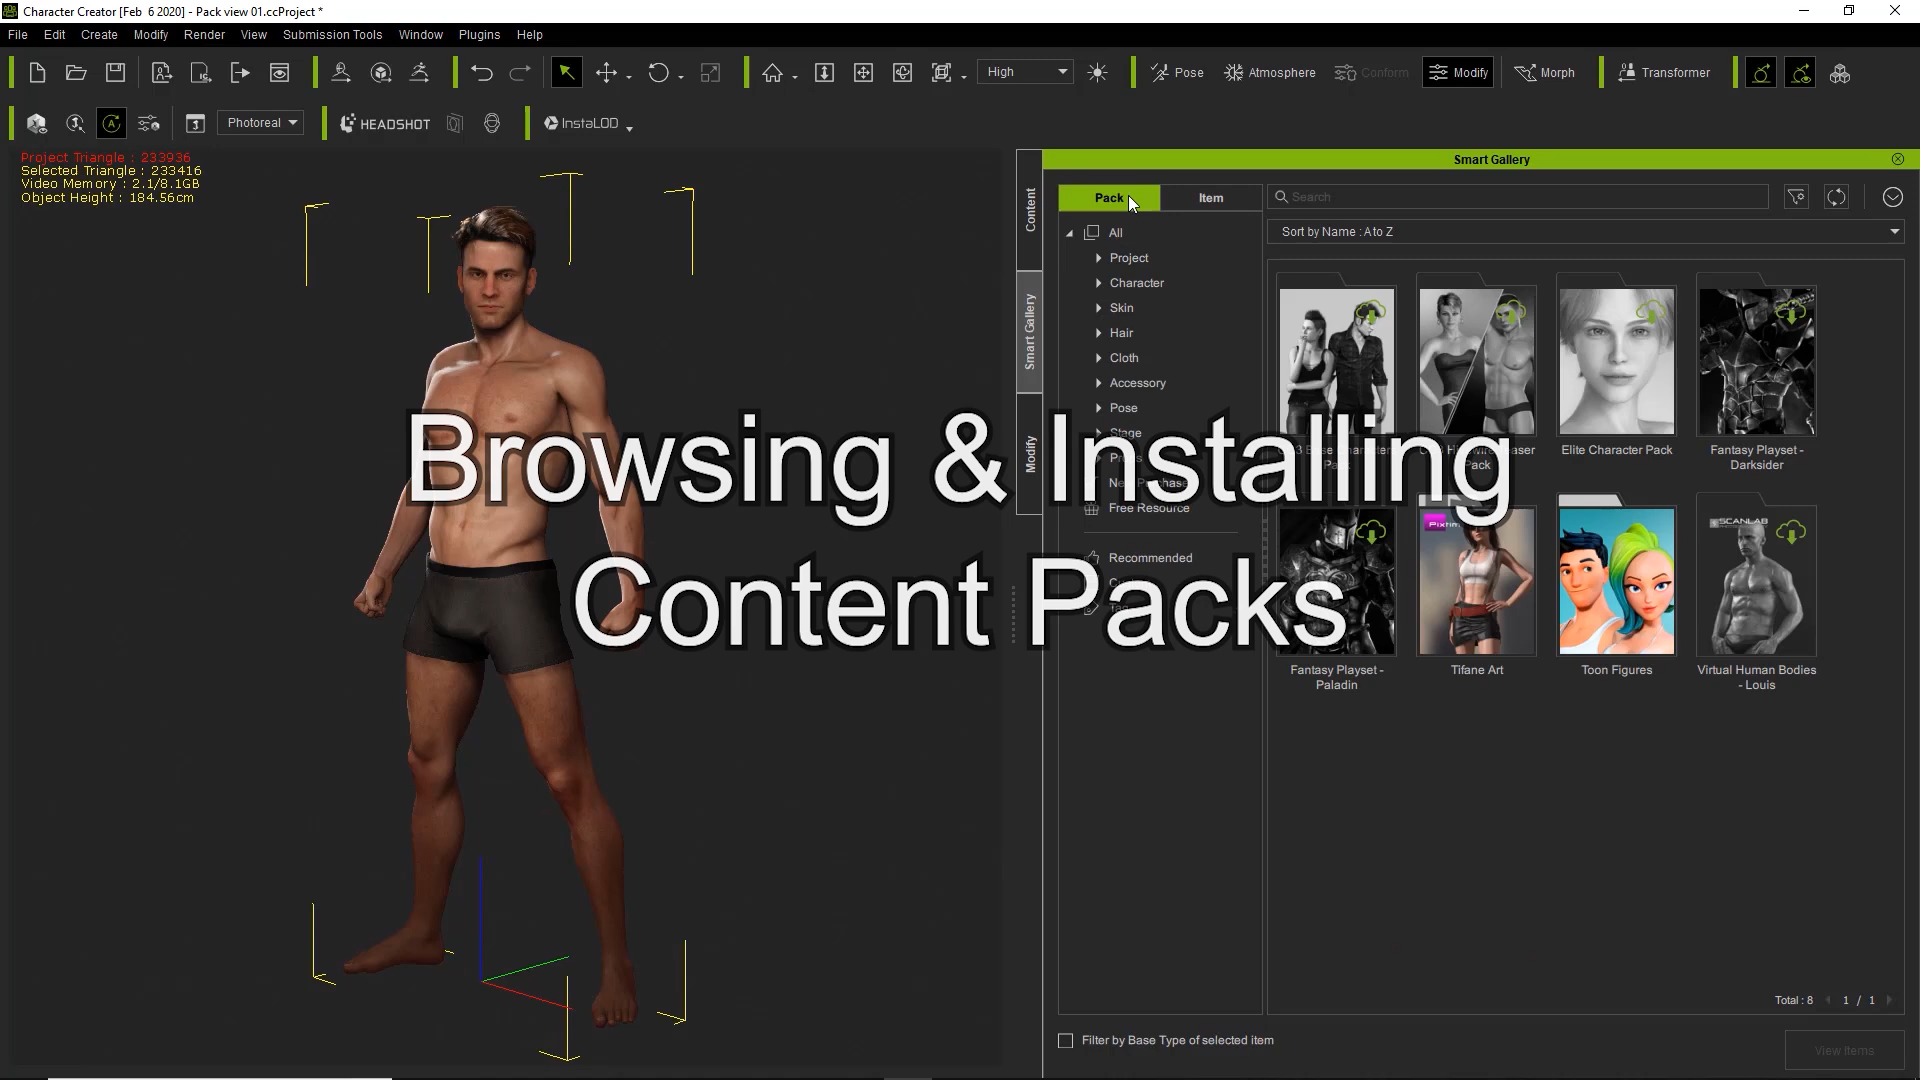 Character Creator [Feb  6 2020] - Pack view 01.ccProject *
File Edit Create Modify Render View Submission Tools Window Plugins Help
High Pose Atmosphere Conform Modify Morph Transformer
Photoreal HEADSHOT InstaLOD
Project Triangle : 233936
Selected Triangle : 233416
Video Memory : 2.1/8.1GB
Object Height : 184.56cm
Content
Smart Gallery
Modify
Smart Gallery
Pack Item Search
Sort by Name : A to Z
All
Project
Character
Skin
Hair
Cloth
Accessory
Pose
Stage
Free Resource
Recommended
Browsing & Installing
Content Packs
Pack
Elite Character Pack
Fantasy Playset -
Darksider
SCANLAB
Fantasy Playset -
Paladin
Tifane Art
Toon Figures
Virtual Human Bodies
- Louis
Total : 8 1 / 1
Filter by Base Type of selected item
View Items